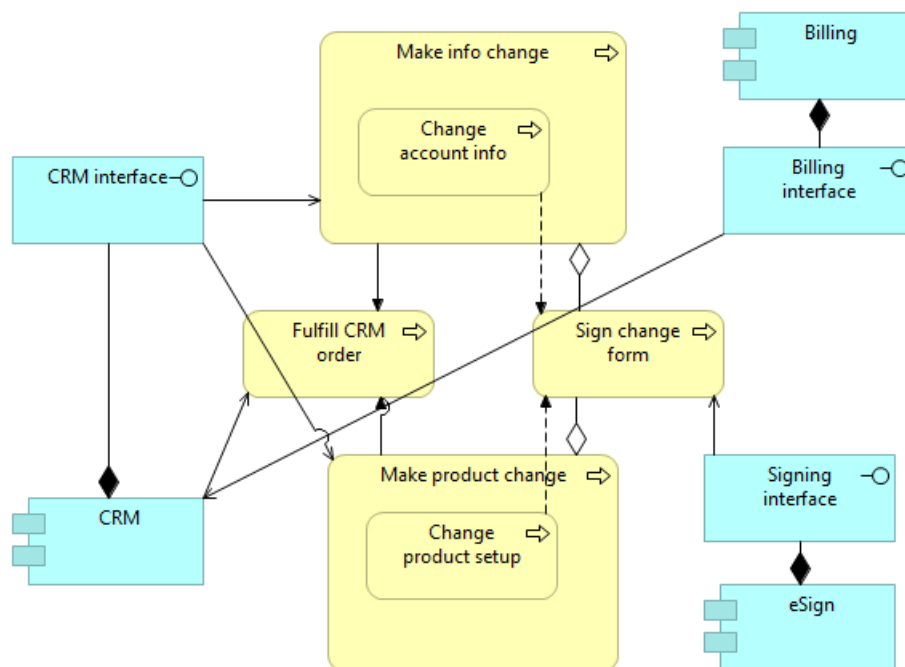 Make info change
Billing
Change
account info
CRM interface
Billing
interface
Fulfill CRM
order
Sign change
form
Make product change
Signing
interface
CRM
Change
product setup
eSign